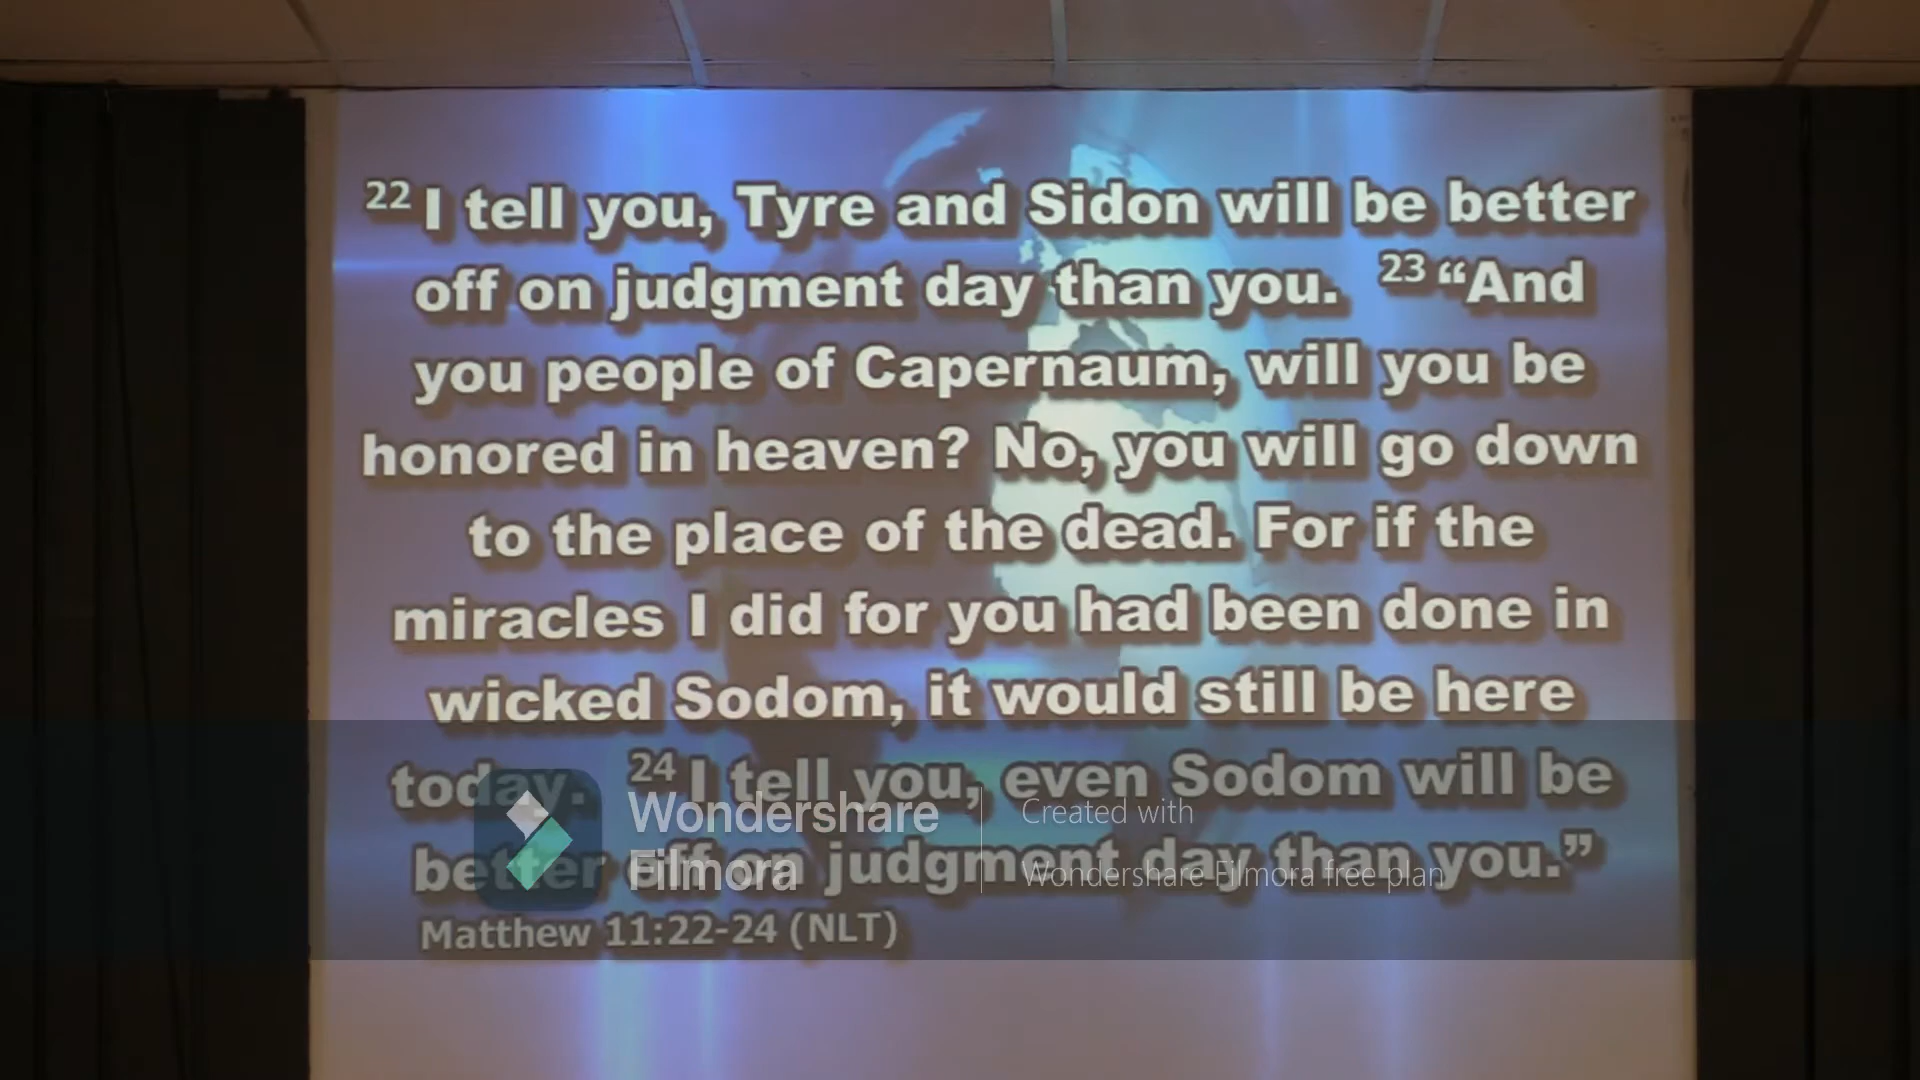 22 I tell you, Tyre and Sidon will be better
off on judgment day than you. 23 “And
you people of Capernaum, will you be
honored in heaven? No, you will go down
to the place of the dead. For if the
miracles I did for you had been done in
wicked Sodom, it would still be here
today. 24 I tell you, even Sodom will be
better off on judgment day than you.”
Matthew 11:22-24 (NLT)
Wondershare
Filmora
Created with
Wondershare Filmora free plan